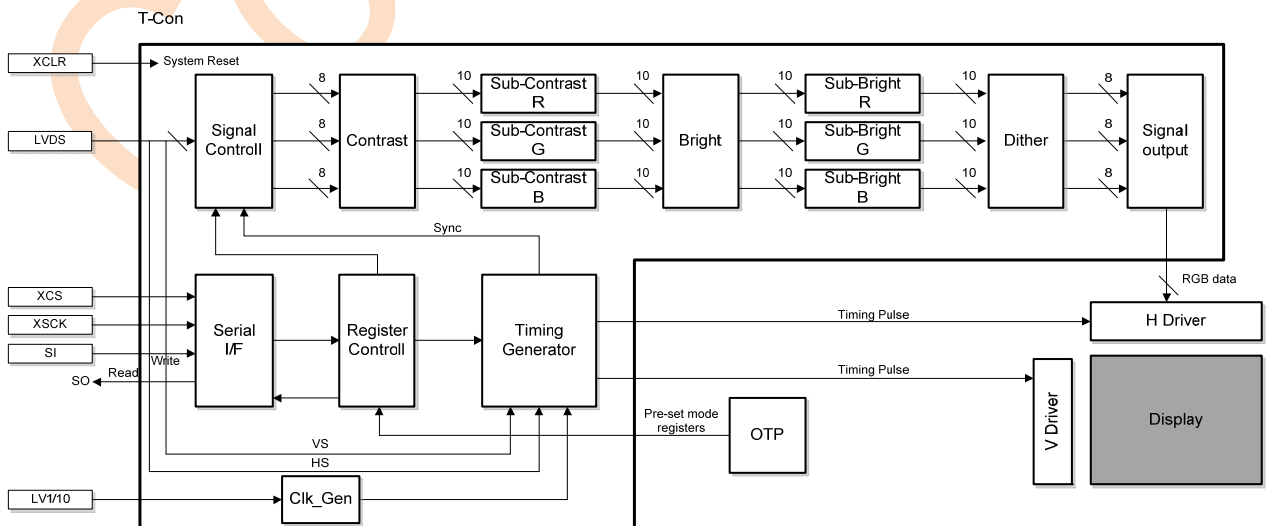 T-Con
XCLR
System Reset
8
10
10
10
10
8
LVDS
Signal
Controll
Contrast
Sub-Contrast
R
Bright
Sub-Bright
R
Dither
Signal
output
8
10
Sub-Contrast
G
10
10
Sub-Bright
G
10
8
8
10
Sub-Contrast
B
10
10
Sub-Bright
B
10
8
Sync
RGB data
XCS
XSCK
SI
SO
Read
Write
Serial
I/F
Register
Controll
Timing
Generator
Timing Pulse
H Driver
Timing Pulse
V Driver
Display
Pre-set mode
registers
OTP
VS
HS
LV1/10
Clk_Gen